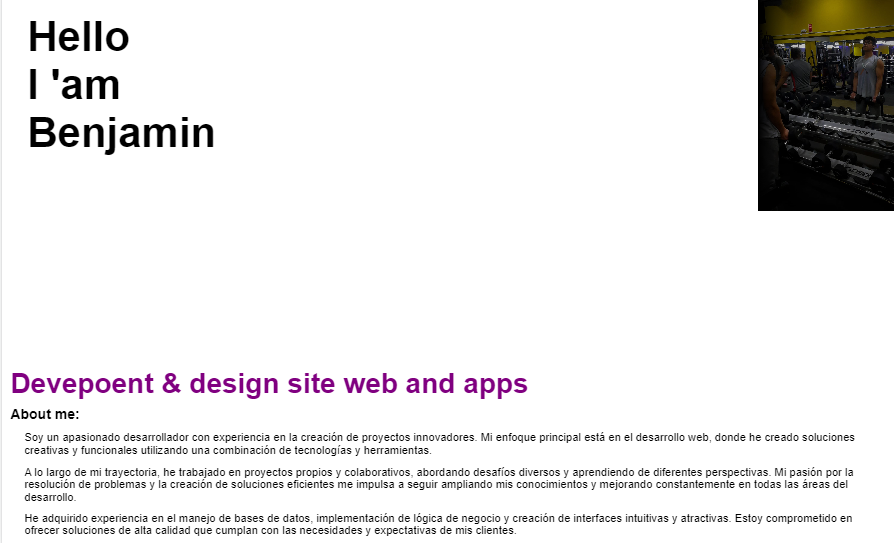 Hello
I 'am
Benjamin
Devepoent & design site web and apps
About me:
Soy un apasionado desarrollador con experiencia en la creación de proyectos innovadores. Mi enfoque principal está en el desarrollo web, donde he creado soluciones
creativas y funcionales utilizando una combinación de tecnologías y herramientas.
A lo largo de mi trayectoria, he trabajado en proyectos propios y colaborativos, abordando desafíos diversos y aprendiendo de diferentes perspectivas. Mi pasión por la
resolución de problemas y la creación de soluciones eficientes me impulsa a seguir ampliando mis conocimientos y mejorando constantemente en todas las áreas del
desarrollo.
He adquirido experiencia en el manejo de bases de datos, implementación de lógica de negocio y creación de interfaces intuitivas y atractivas. Estoy comprometido en
ofrecer soluciones de alta calidad que cumplan con las necesidades y expectativas de mis clientes.